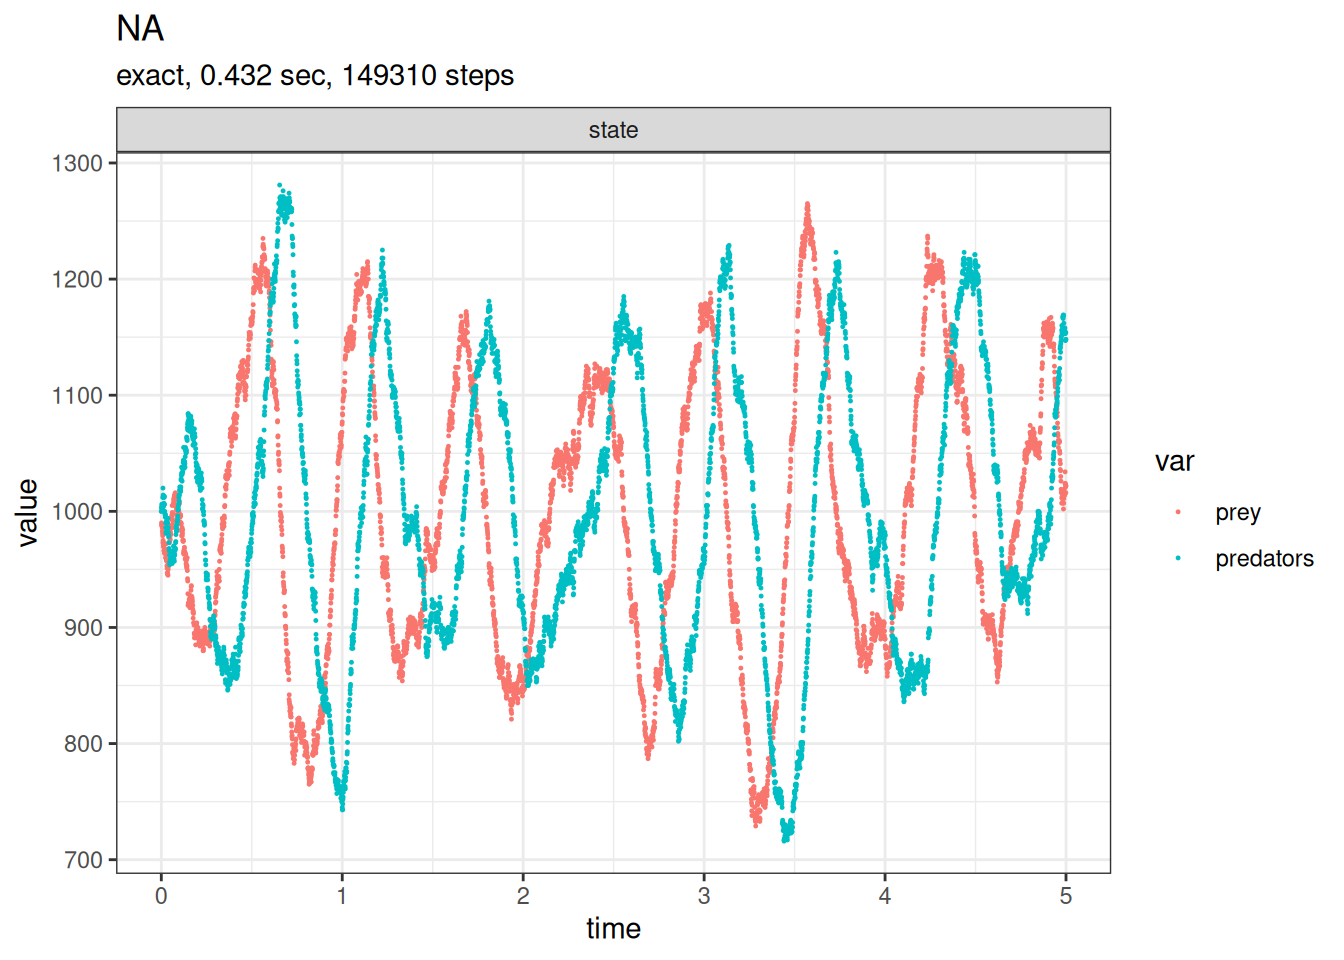 NA
exact, 0.432 sec, 149310 steps
state
1300
1200
1100
1000
900
800
700
value
0 1 2 3 4 5
time
var
prey
predators